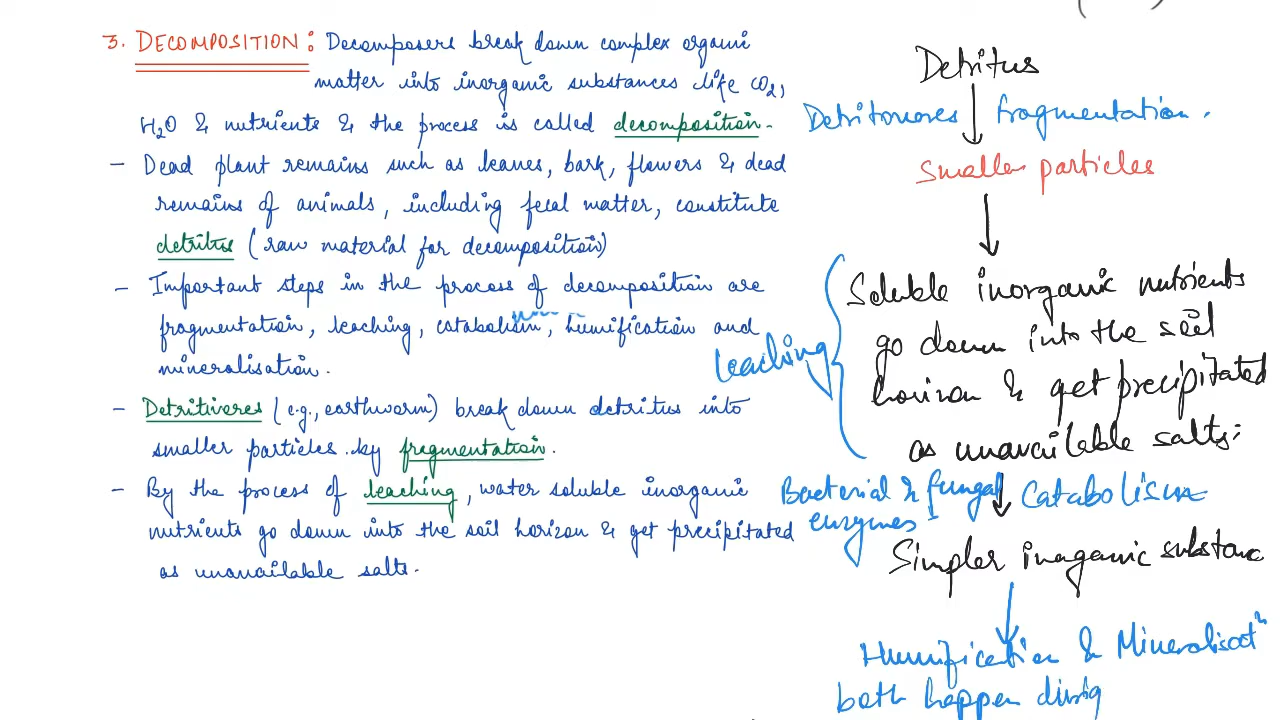 3. DECOMPOSITION: Decomposers break down complex organic
matter into inorganic substances life CO2,
H2O & nutrients & the process is called decomposition.
- Dead plant remains such as leaves, bark, flowers & dead
remains of animals, including fecal matter, constitute
detritus (raw material for decomposition)
- Important steps in the process of decomposition are
fragmentation, leaching, catabolism, humification and
mineralisation.
- Detritivores (e.g., earthworm) break down detritus into
smaller particles by fragmentation.
- By the process of leaching, water soluble inorganic
nutrients go down into the soil horizon & get precipitated
as unavailable salts.
Detritus
Detritovores fragmentation.
Smaller particles
Soluble inorganic nutrients
go down into the soil
horizon & get precipitated
as unavailable salts.
leaching
Bacterial & fungal Catabolism
enzymes
Simpler inorganic substanc
Humification & Mineralisatn
both happen durig